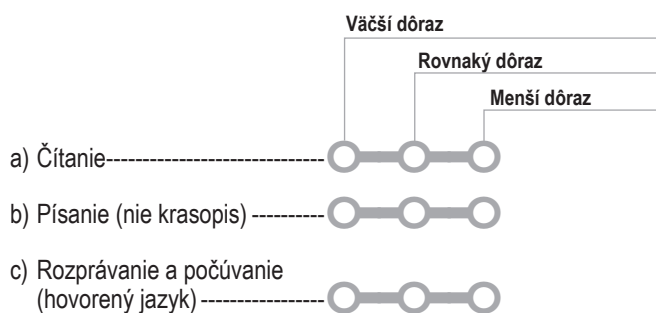 Väčší dôraz
Rovnaký dôraz
Menší dôraz
a) Čítanie-----------------------------
b) Písanie (nie krasopis) ----------
c) Rozprávanie a počúvanie
(hovorený jazyk) -----------------